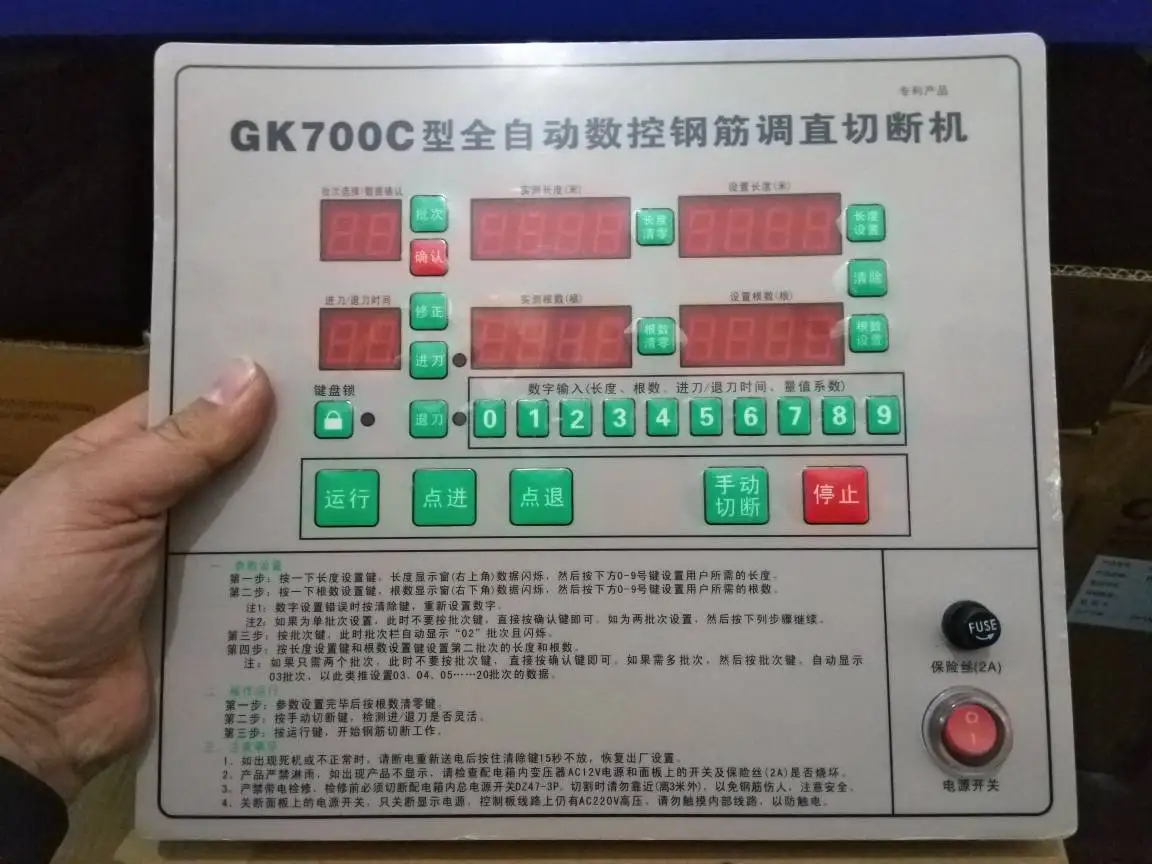 专利产品
GK700C型全自动数控钢筋调直切断机
批次选择/数据确认
实测长度(米)
设置长度(米)
批次
确认
长度
清零
长度
设置
清除
进刀/退刀时间
实测根数(根)
设置根数(根)
修正
进刀
根数
清零
根数
设置
键盘锁
数字输入(长度、根数、进刀/退刀时间、量值系数)
退刀
0 1 2 3 4 5 6 7 8 9
运行 点进 点退 手动切断 停止
一 参数设置
第一步：按一下长度设置键，长度显示窗(右上角)数据闪烁，然后按下方0-9号键设置用户所需的长度。
第二步：按一下根数设置键，根数显示窗(右下角)数据闪烁，然后按下方0-9号键设置用户所需的根数。
注1：数字设置错误时按清除键，重新设置数字。
注2：如果为单批次设置，此时不要按批次键，直接按确认键即可。如为两批次设置，然后按下列步骤继续。
第三步：按批次键，此时批次栏自动显示“02”批次且闪烁。
第四步：按长度设置键和根数设置键设置第二批次的长度和根数。
注：如果只需两个批次，此时不要按批次键，直接按确认键即可。如果需多批次，然后按批次键，自动显示
03批次，以此类推设置03、04、05……20批次的数据。
二 操作运行
第一步：参数设置完毕后按根数清零键。
第二步：按手动切断键，检测进/退刀是否灵活。
第三步：按运行键，开始钢筋切断工作。
三 注意事项
1、如出现死机或不正常时，请断电重新送电后按住清除键15秒不放，恢复出厂设置。
2、产品严禁淋雨，如出现产品不显示，请检查配电箱内变压器AC12V电源和面板上的开关及保险丝(2A)是否烧坏。
3、严禁带电检修，检修前必须切断配电箱内总电源开关DZ47-3P。切割时请勿靠近(离3米外)，以免钢筋伤人，注意安全。
4、关断面板上的电源开关，只关断显示电源，控制板线路上仍有AC220V高压，请勿触摸内部线路，以防触电。
FUSE
保险丝(2A)
电源开关